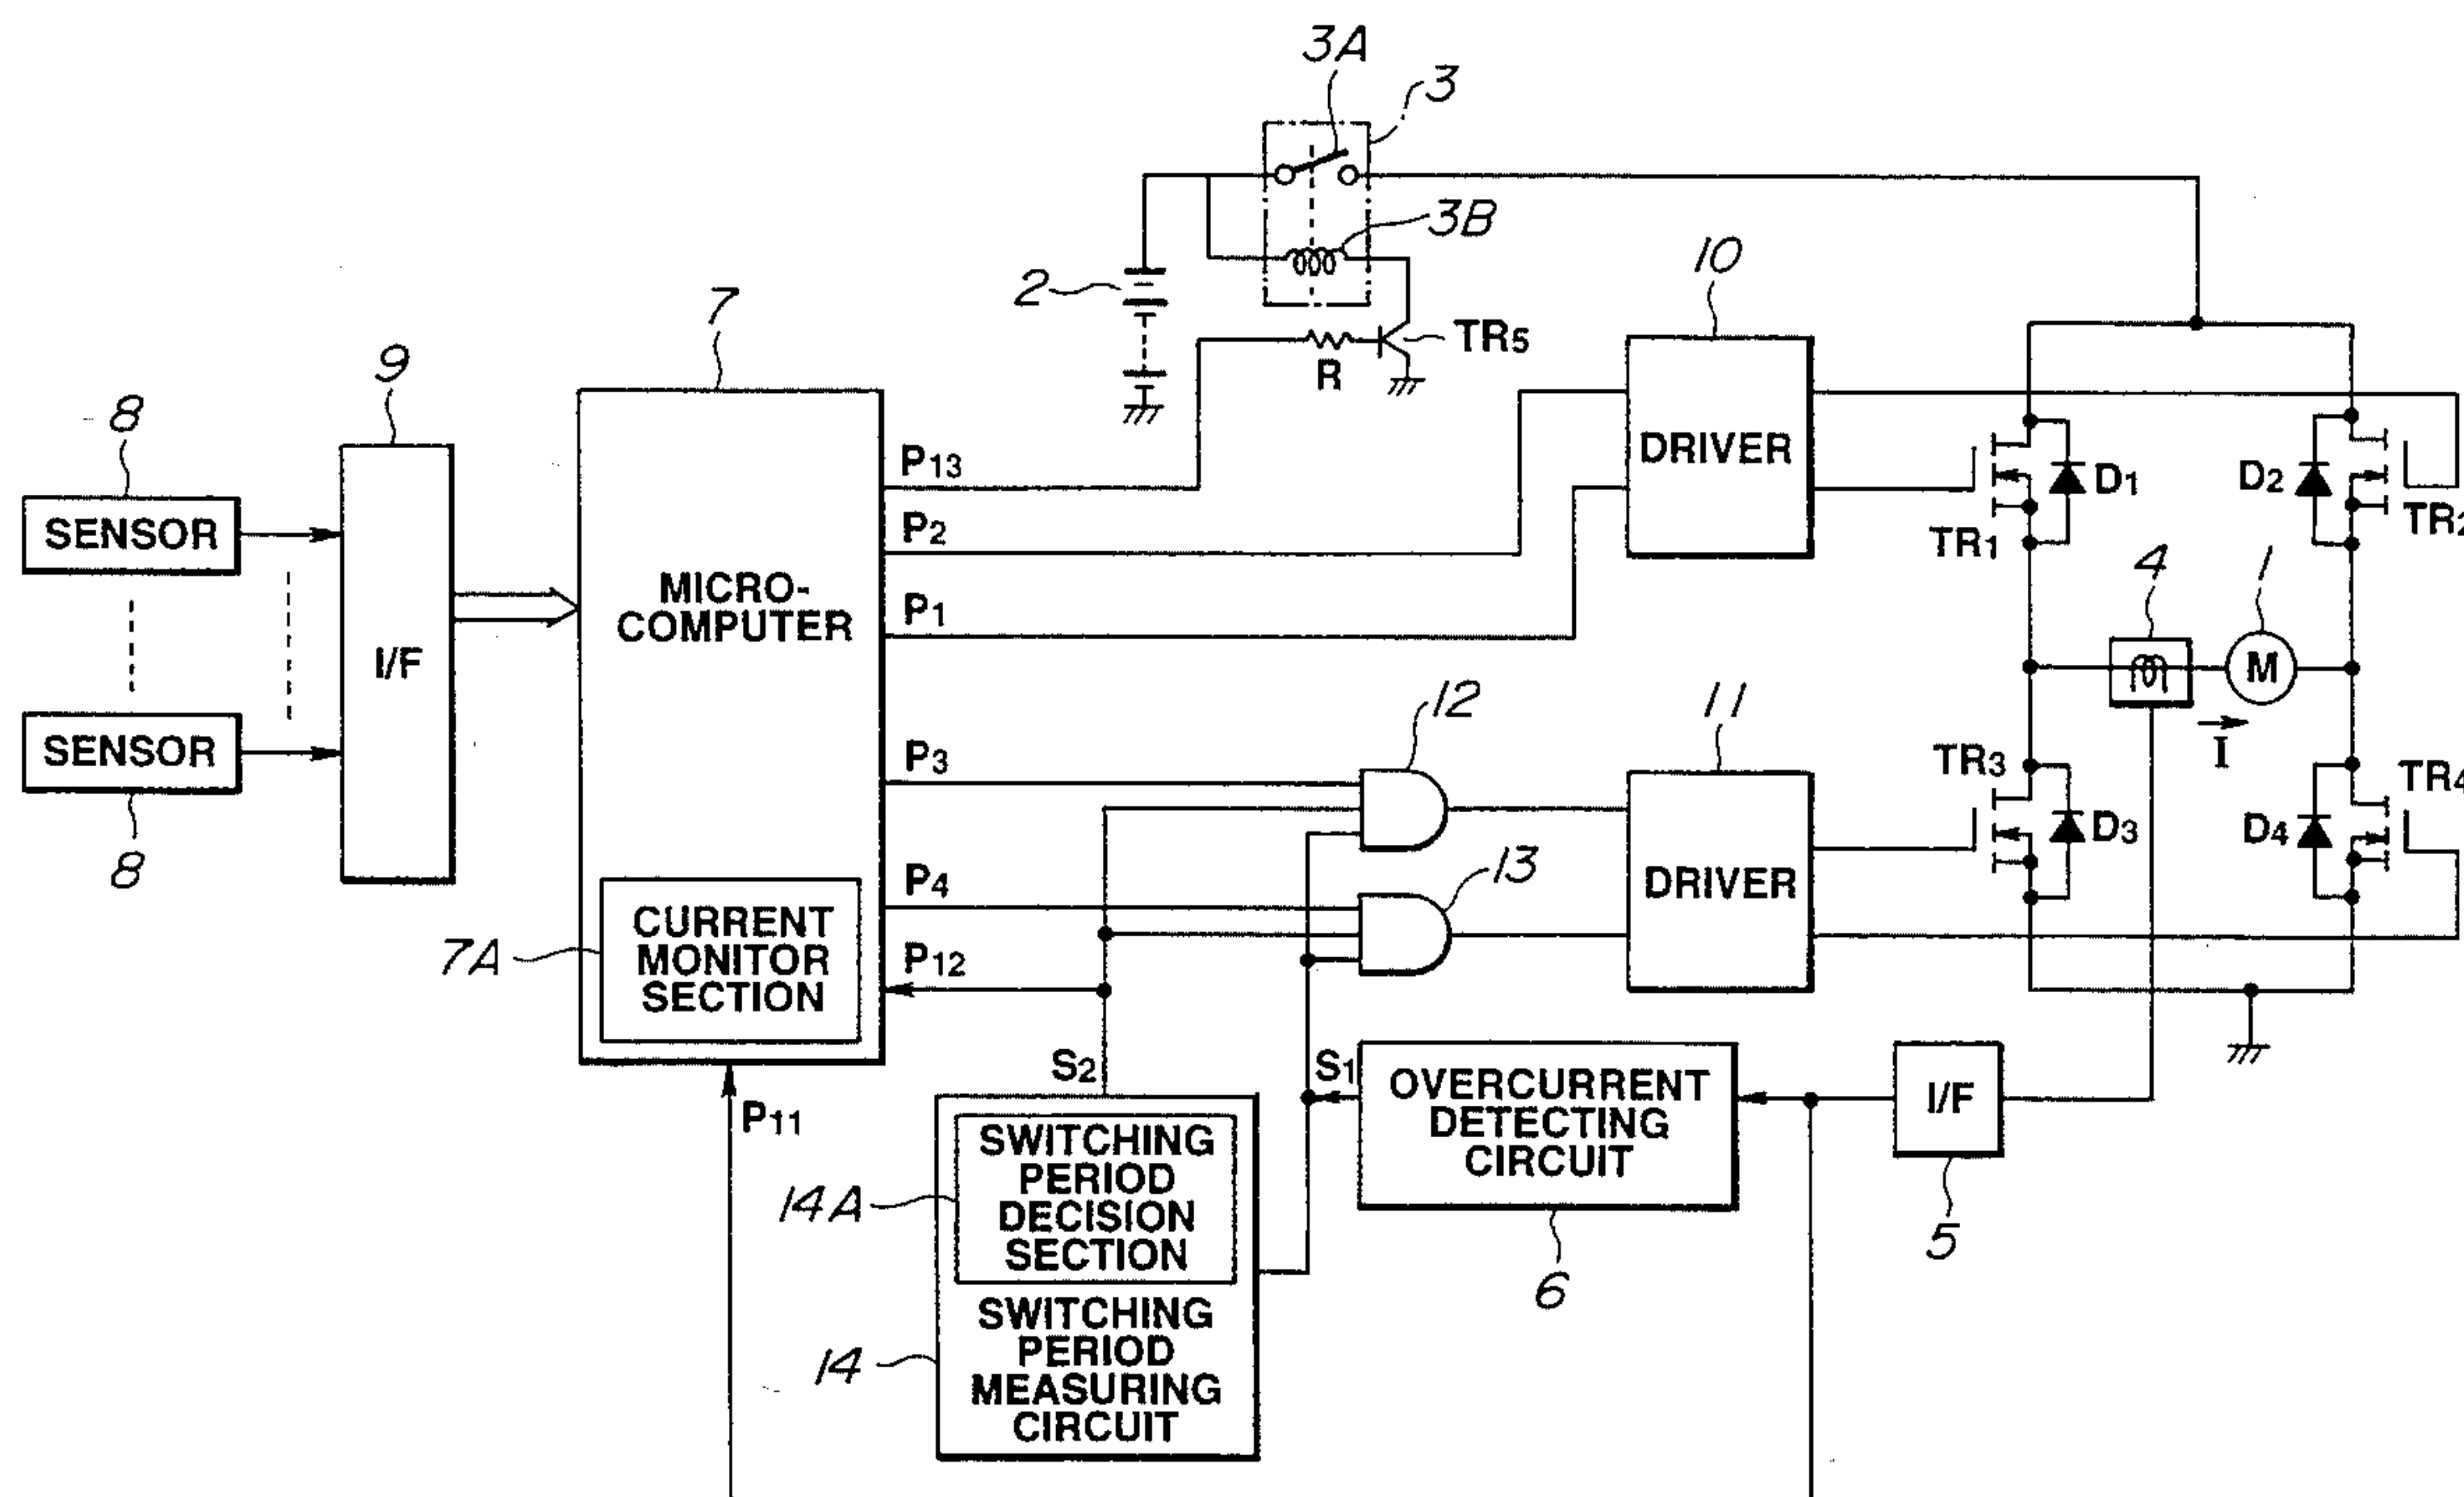 3A
3
3B
2
TR5
R
10
7
9
8
SENSOR
I/F
MICRO-
COMPUTER
P13
P2
P1
DRIVER
D1
TR1
D2
TR2
4
1
M
I
SENSOR
8
P3
12
11
DRIVER
TR3
D3
TR4
D4
P4
13
7A
CURRENT
MONITOR
SECTION
P12
P11
S2
S1
OVERCURRENT
DETECTING
CIRCUIT
6
I/F
5
14A
SWITCHING
PERIOD
DECISION
SECTION
14
SWITCHING
PERIOD
MEASURING
CIRCUIT